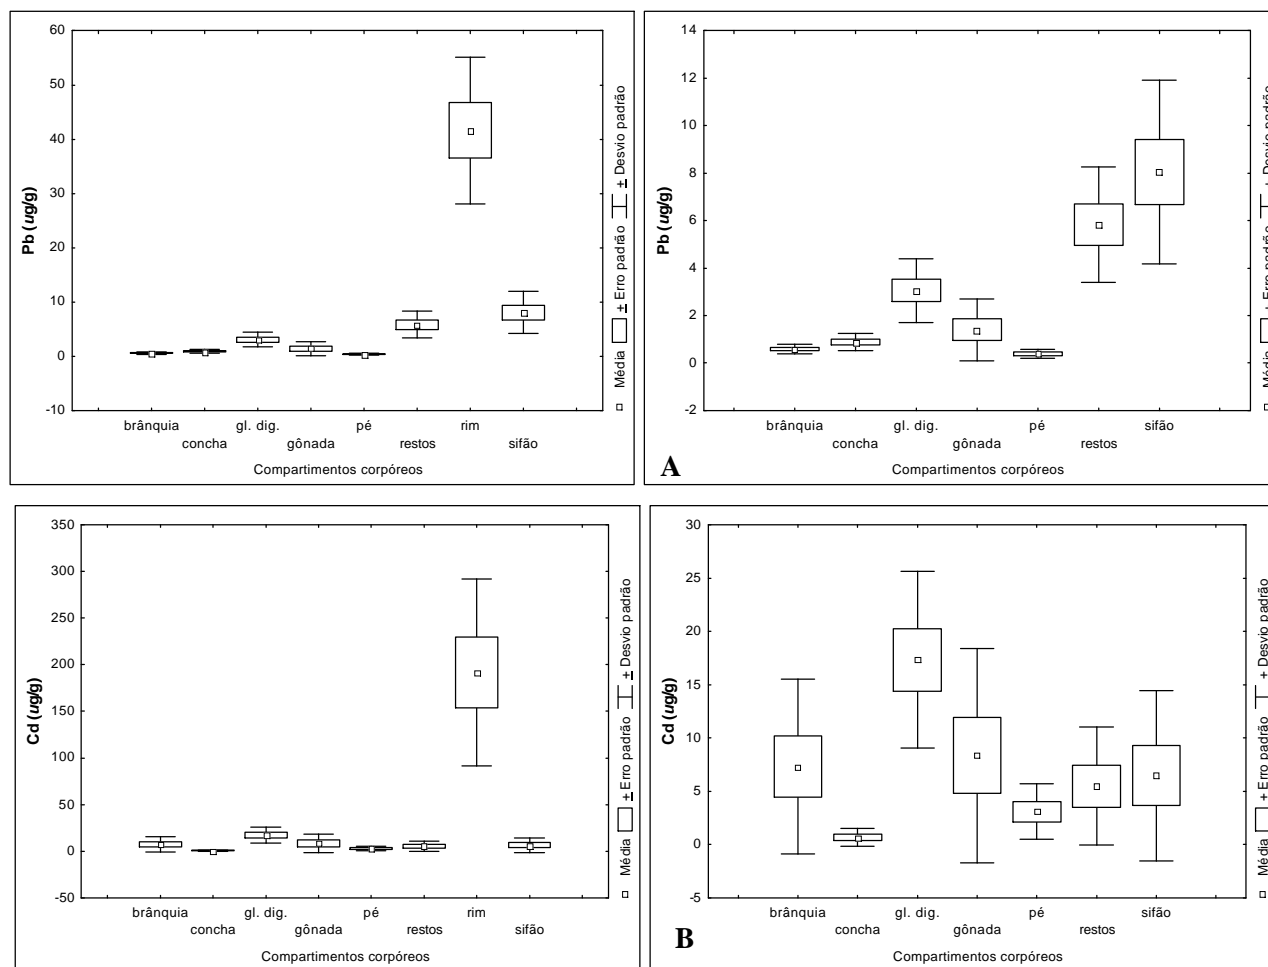 60
50
40
30
20
10
0
-10
Pb (ug/g)
brânquia
concha
gl. dig.
gônada
pé
restos
rim
sifão
Compartimentos corpóreos
± Desvio padrão
± Erro padrão
Média
14
12
10
8
6
4
2
0
-2
Pb (ug/g)
brânquia
concha
gl. dig.
gônada
pé
restos
sifão
Compartimentos corpóreos
± Desvio padrão
± Erro padrão
Média
A
350
300
250
200
150
100
50
0
-50
Cd (ug/g)
brânquia
concha
gl. dig.
gônada
pé
restos
rim
sifão
Compartimentos corpóreos
± Desvio padrão
± Erro padrão
Média
30
25
20
15
10
5
0
-5
Cd (ug/g)
brânquia
concha
gl. dig.
gônada
pé
restos
sifão
Compartimentos corpóreos
± Desvio padrão
± Erro padrão
Média
B